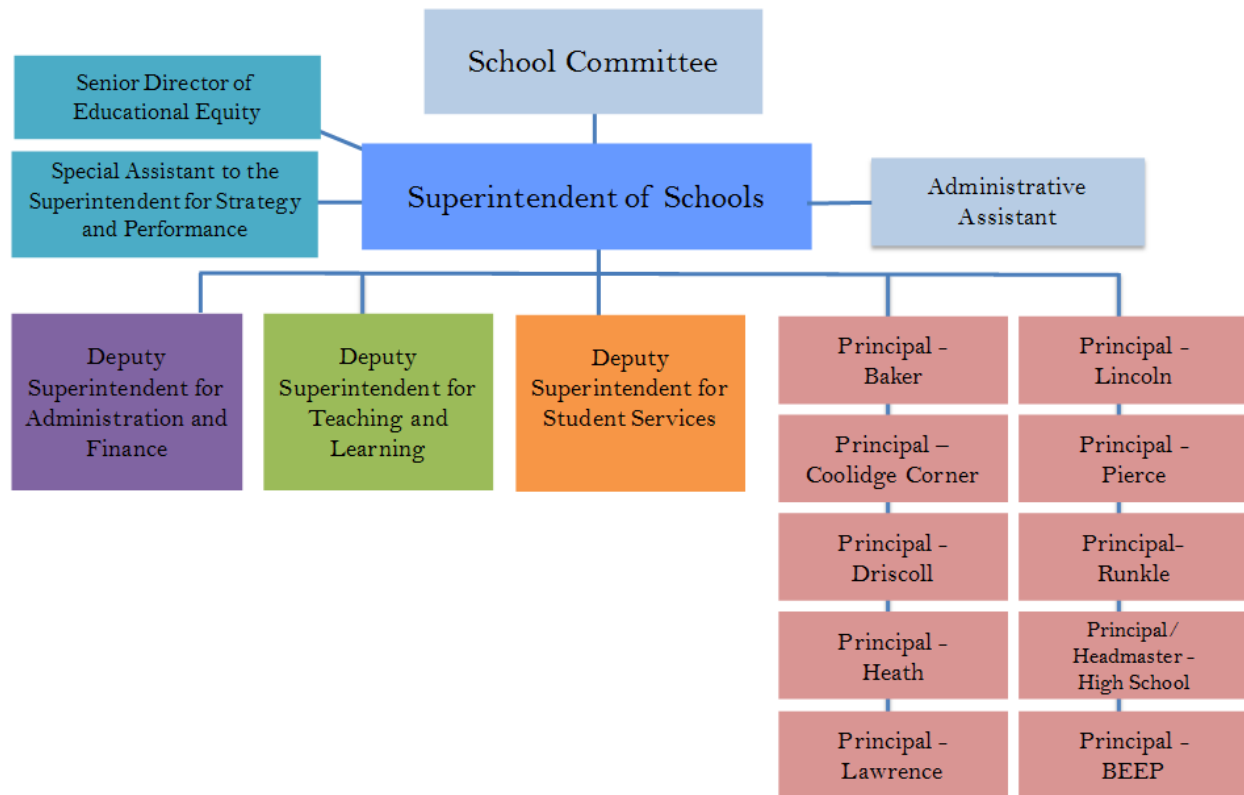 School Committee
Senior Director of
Educational Equity
Special Assistant to the
Superintendent for Strategy
and Performance
Superintendent of Schools
Administrative
Assistant
Deputy
Superintendent for
Administration and
Finance
Deputy
Superintendent for
Teaching and
Learning
Deputy
Superintendent for
Student Services
Principal -
Baker
Principal –
Coolidge Corner
Principal -
Driscoll
Principal -
Heath
Principal -
Lawrence
Principal -
Lincoln
Principal -
Pierce
Principal-
Runkle
Principal/
Headmaster -
High School
Principal -
BEEP